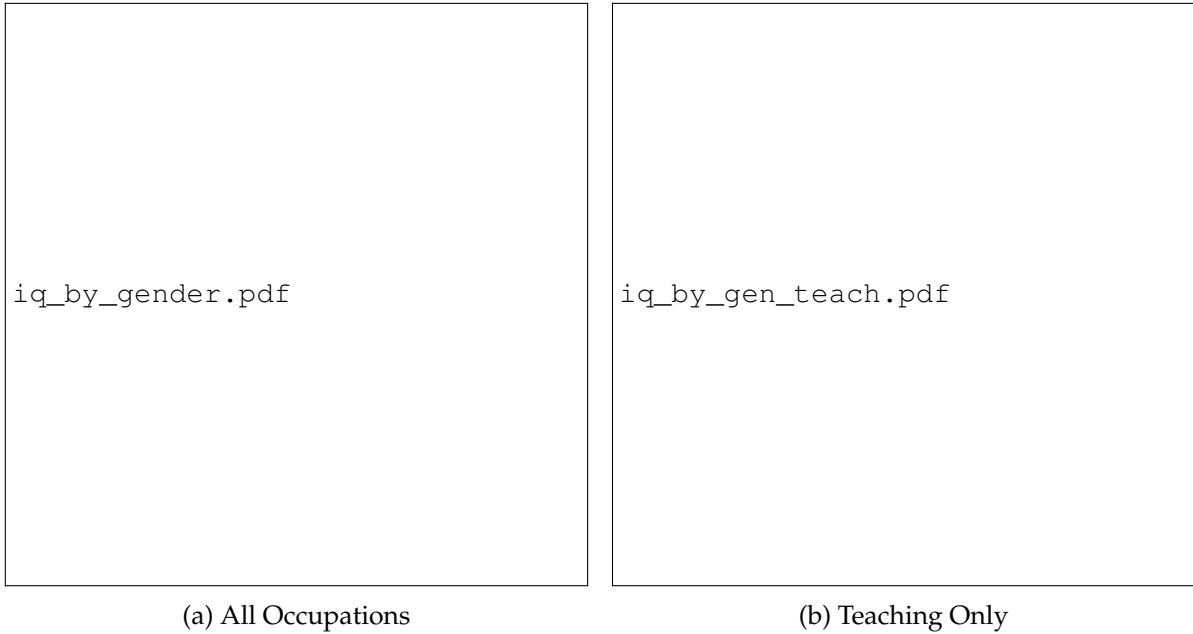 iq_by_gender.pdf
iq_by_gen_teach.pdf
(a) All Occupations
(b) Teaching Only